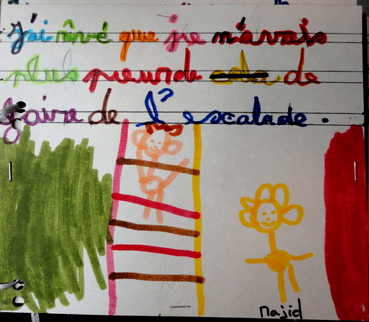 J'ai rêvé que je n'avais
plus peur de de
faire de l'escalade.
najid